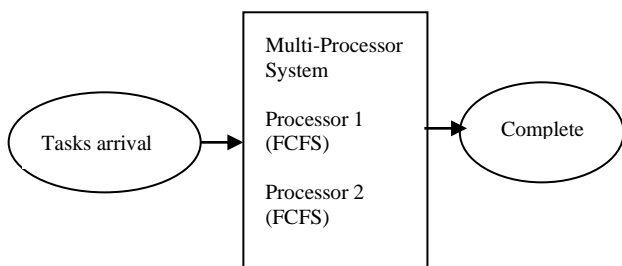 Tasks arrival
Multi-Processor
System
Processor 1
(FCFS)
Processor 2
(FCFS)
Complete